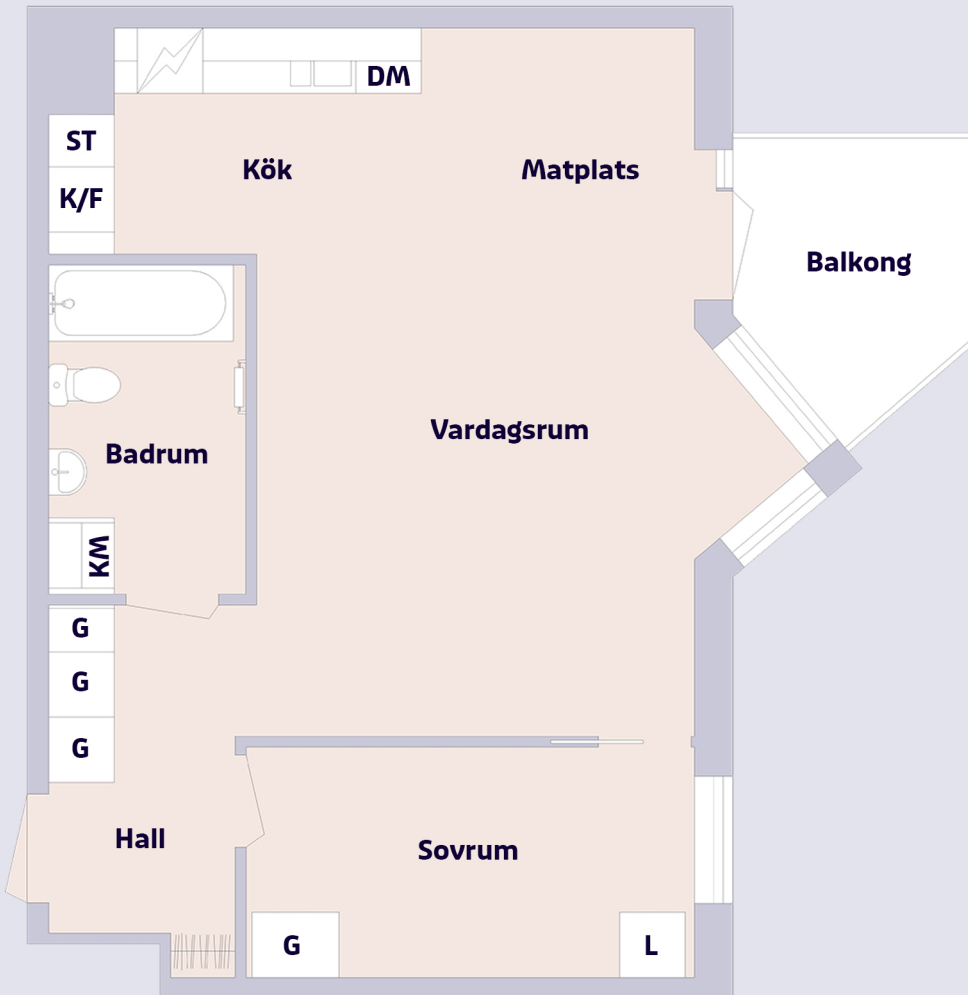 DM
ST
Kök
Matplats
K/F
Balkong
Vardagsrum
Badrum
KM
G
G
G
Hall
Sovrum
G
L